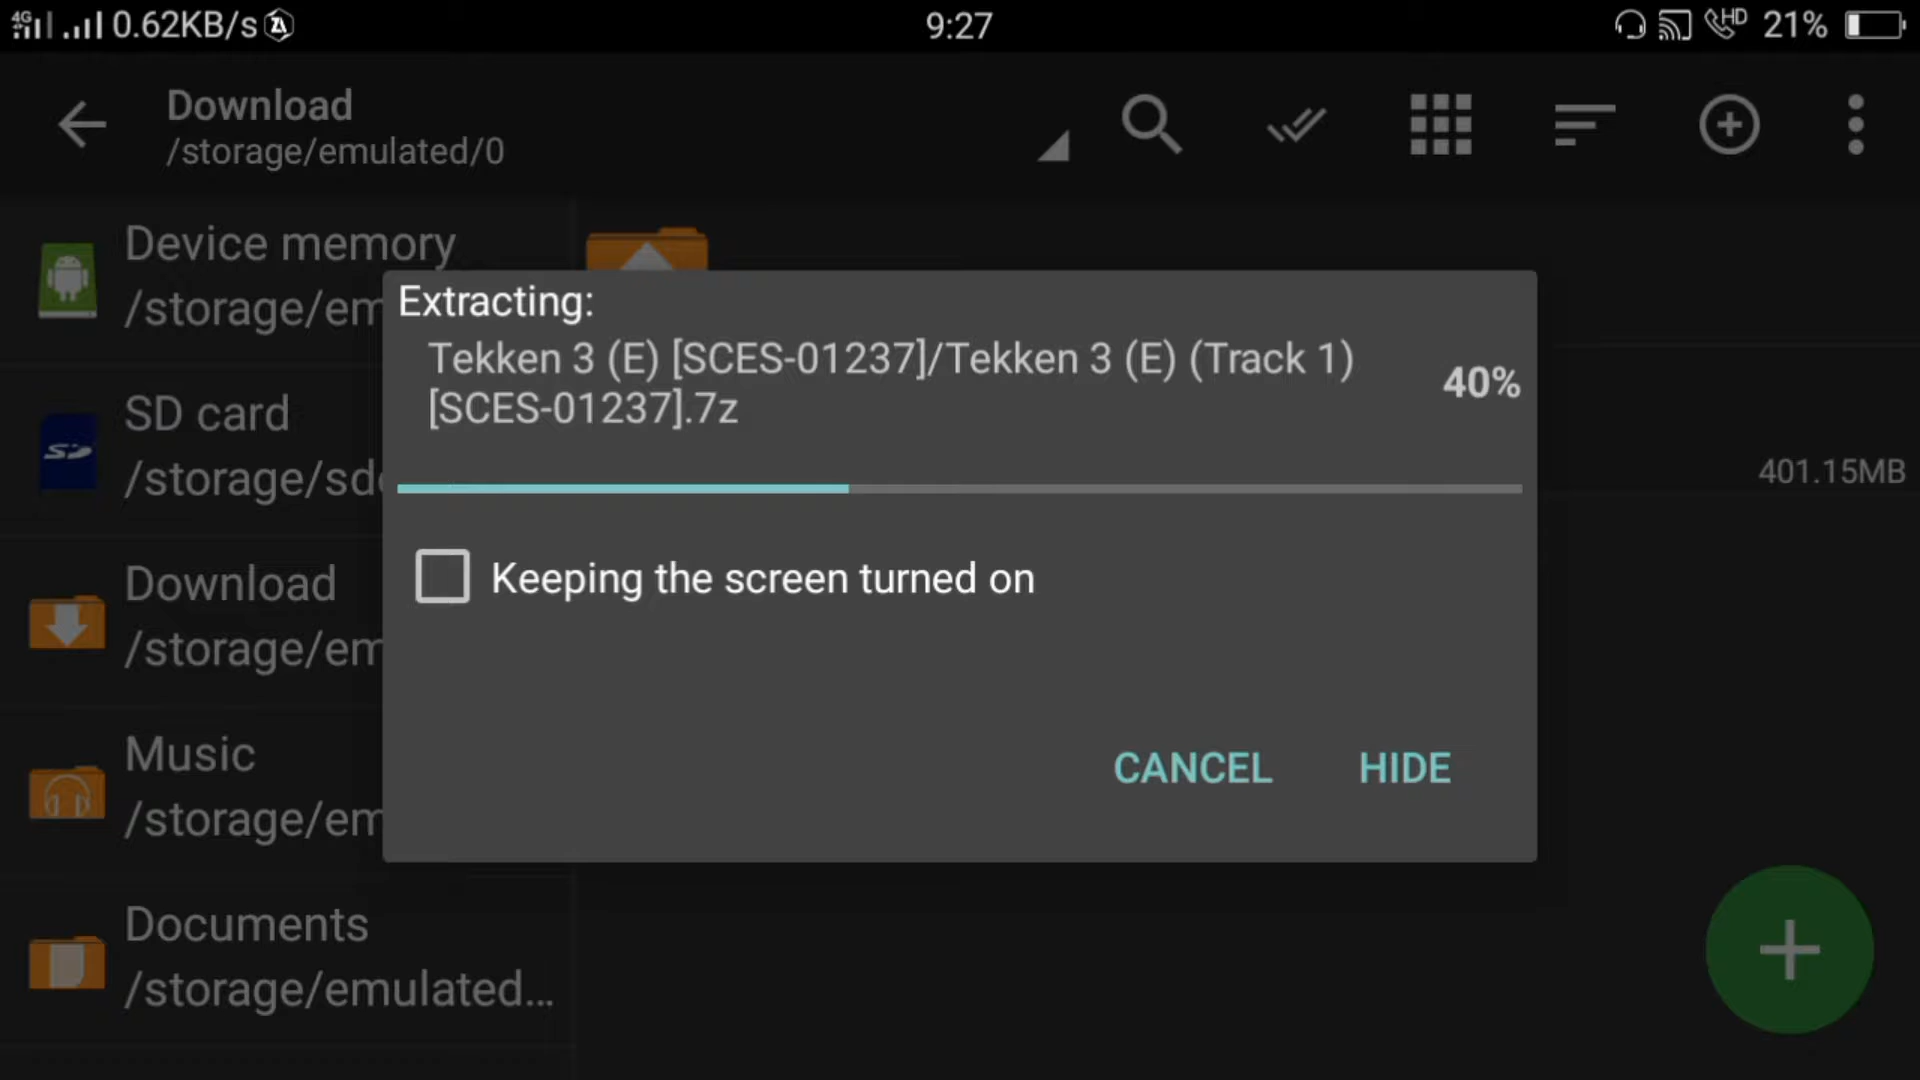 4G 0.62KB/s 9:27 HD 21%
Download
/storage/emulated/0
Device memory
/storage/em
SD card
/storage/sd
Download
/storage/em
Music
/storage/em
Documents
/storage/emulated...
401.15MB
Extracting:
Tekken 3 (E) [SCES-01237]/Tekken 3 (E) (Track 1)
[SCES-01237].7z
40%
Keeping the screen turned on
CANCEL HIDE